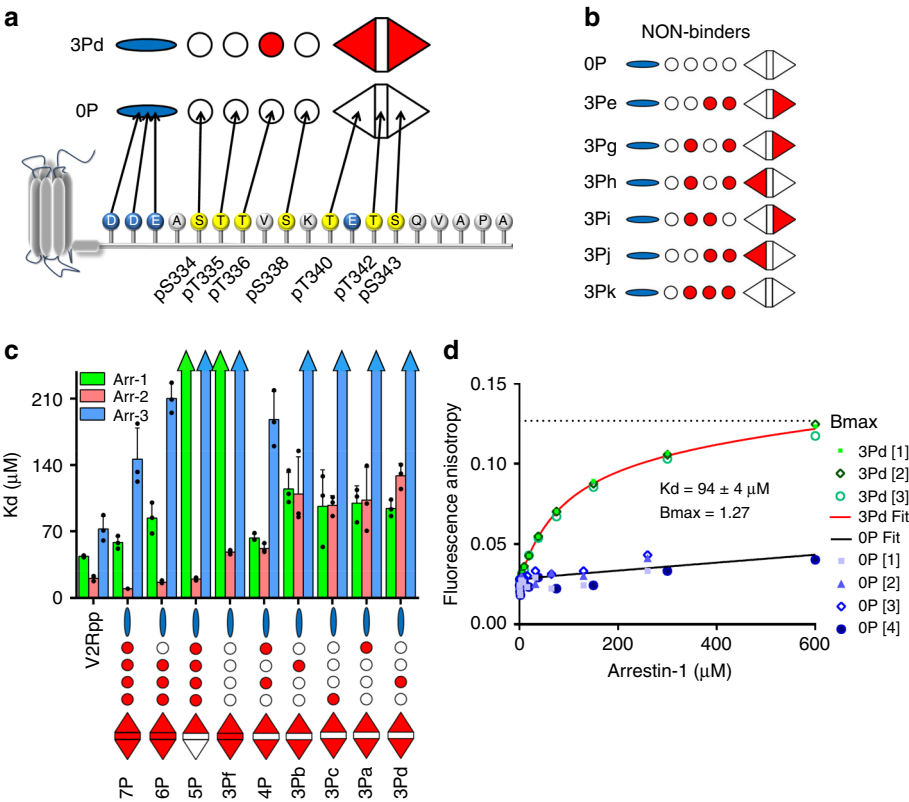 a
3Pd
0P
D D E A S T T V S K T E T S Q V A P A
pS334
pT335
pT336
pS338
pT340
pT342
pS343
b
NON-binders
0P
3Pe
3Pg
3Ph
3Pi
3Pj
3Pk
c
Kd (μM)
210
140
70
0
Arr-1
Arr-2
Arr-3
V2Rpp
7P
6P
5P
3Pf
4P
3Pb
3Pc
3Pa
3Pd
d
Fluorescence anisotropy
0.15
0.10
0.05
0.00
0
200
400
600
Arrestin-1 (μM)
Kd = 94 ± 4 μM
Bmax = 1.27
Bmax
3Pd [1]
3Pd [2]
3Pd [3]
3Pd Fit
0P Fit
0P [1]
0P [2]
0P [3]
0P [4]